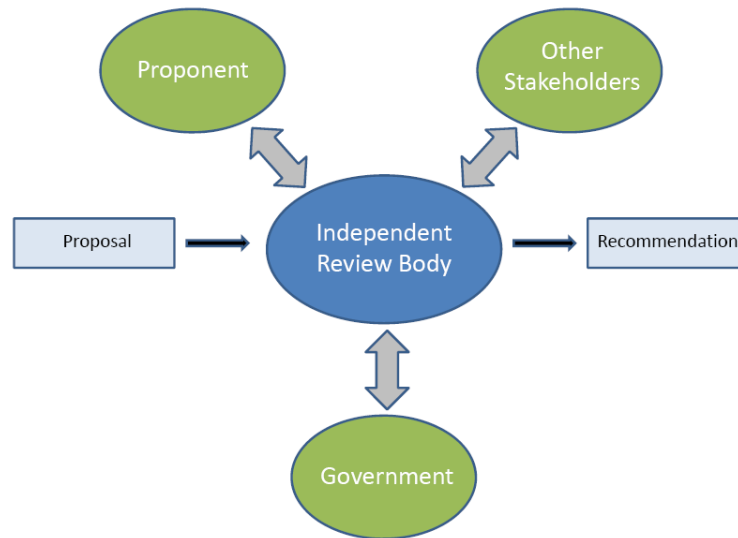 Proponent
Other
Stakeholders
Proposal
Independent
Review Body
Recommendation
Government